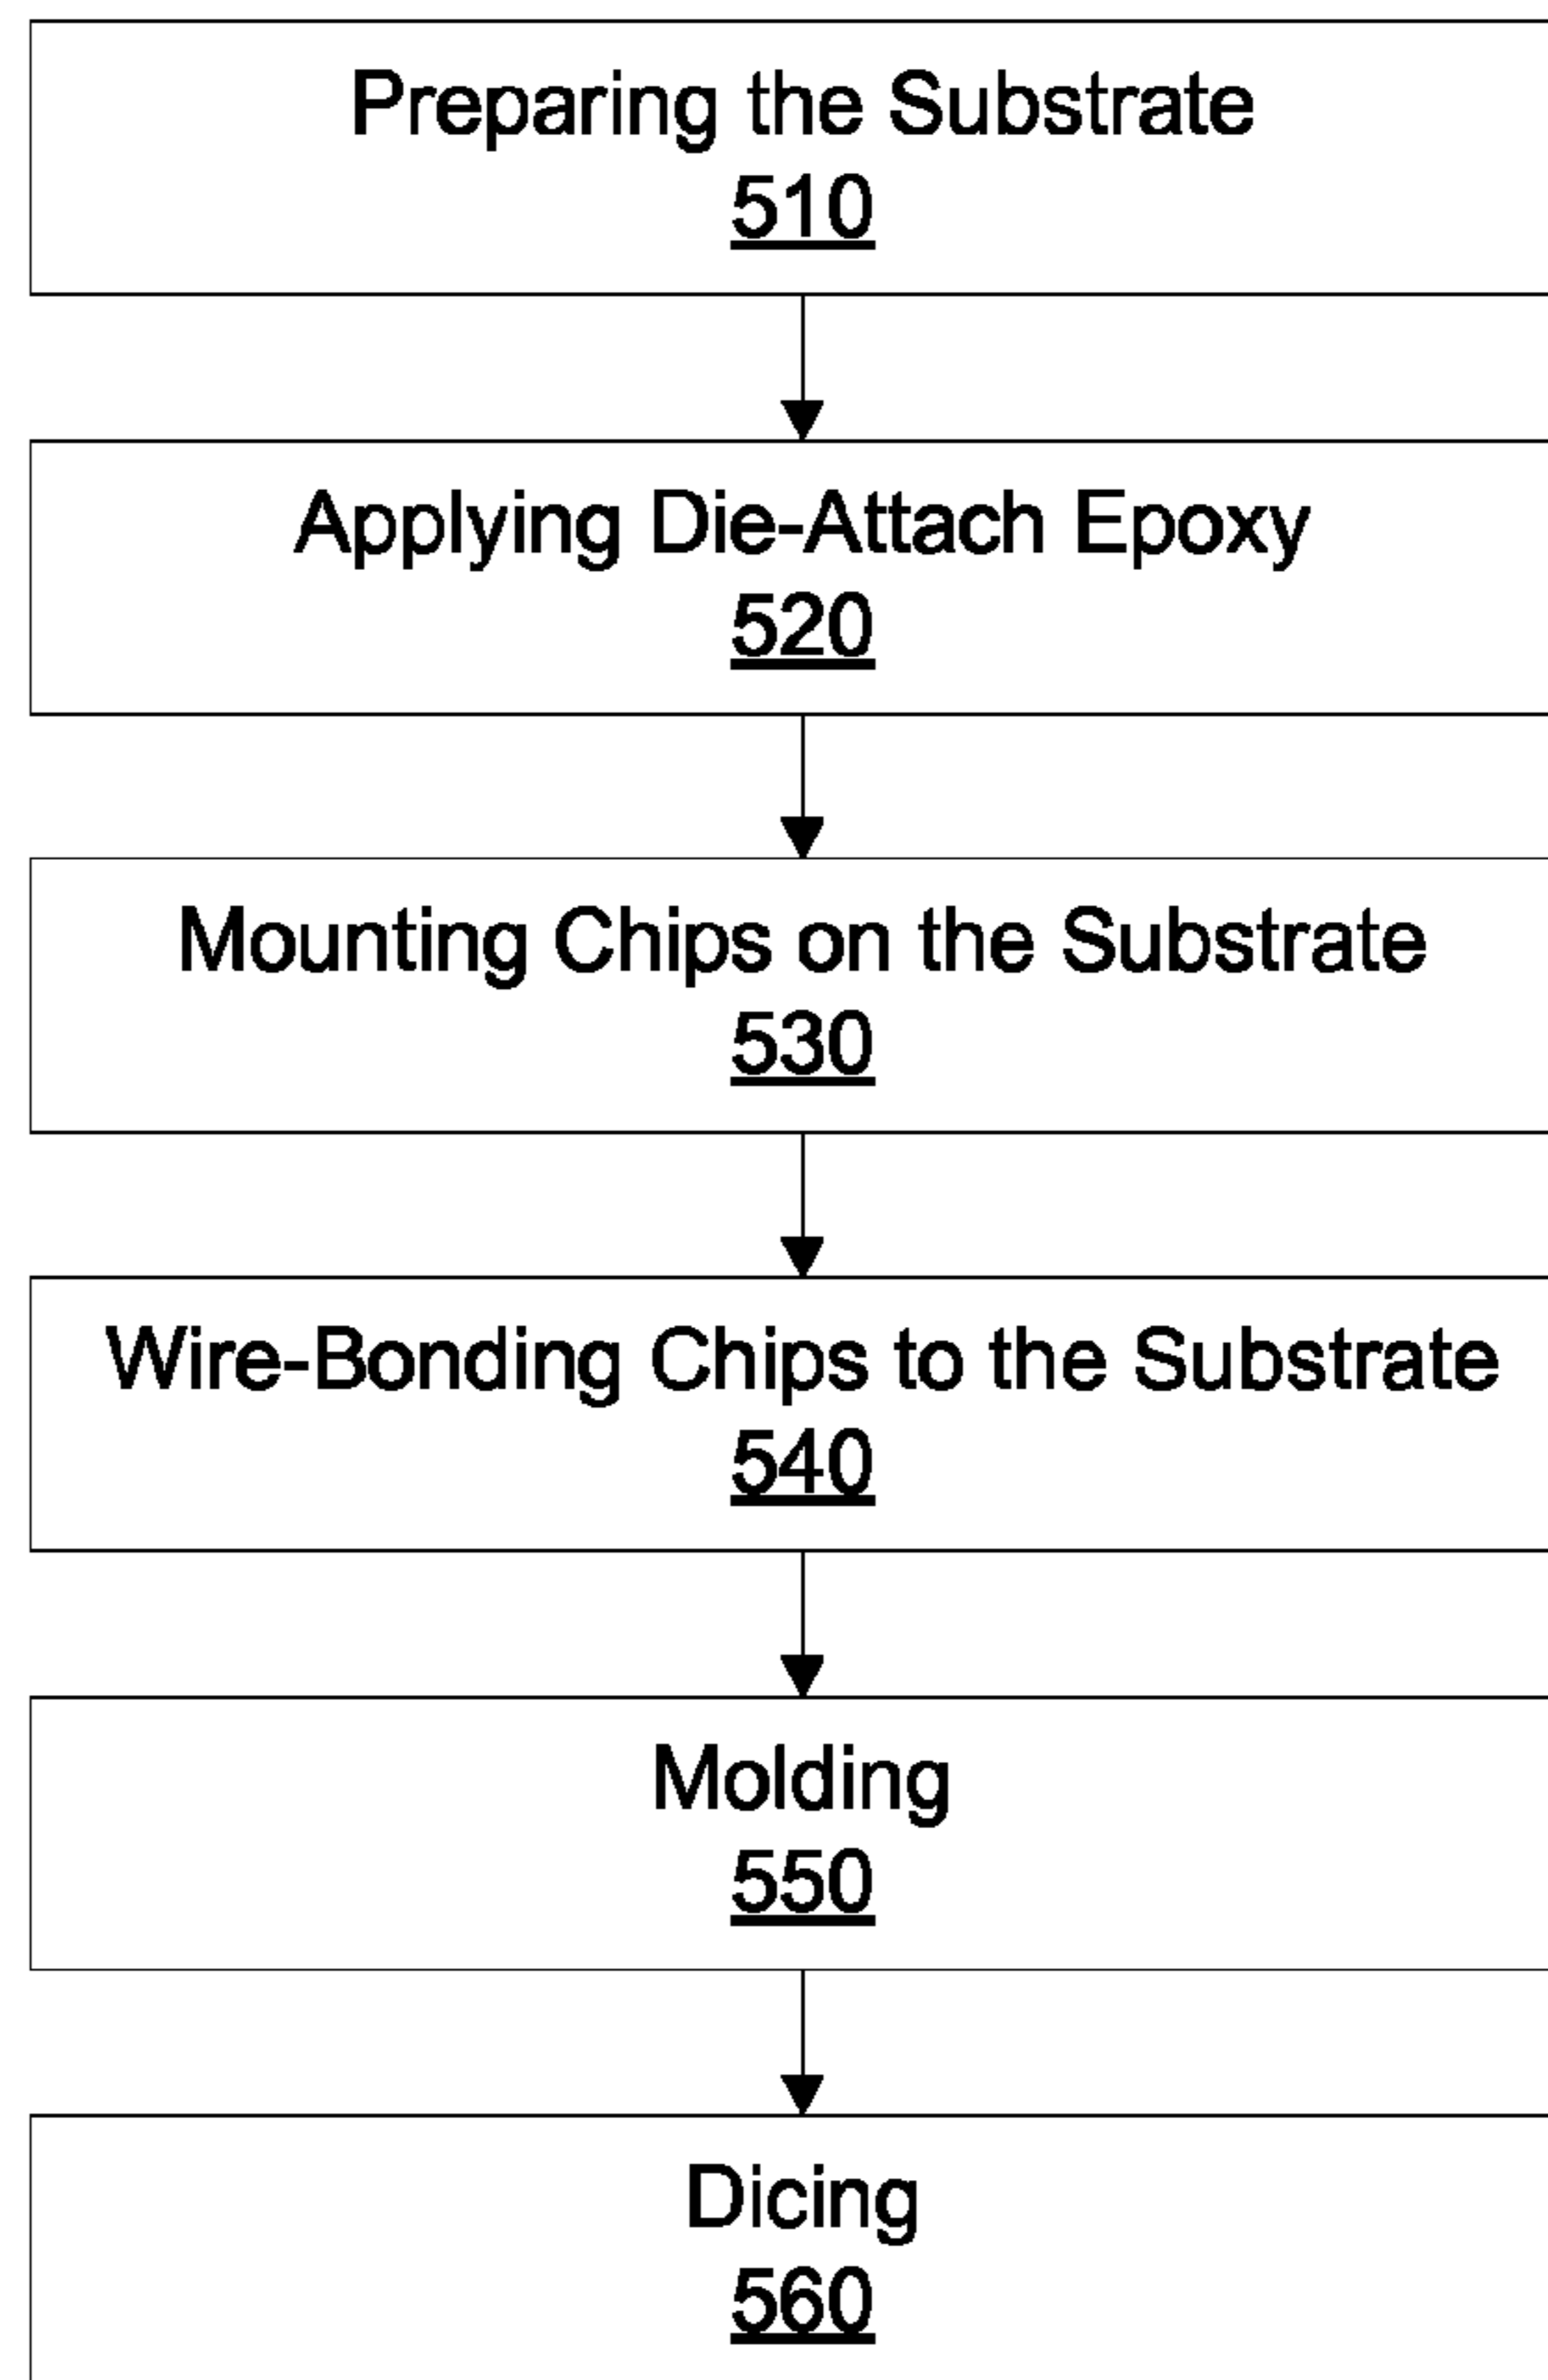 Preparing the Substrate
510
Applying Die-Attach Epoxy
520
Mounting Chips on the Substrate
530
Wire-Bonding Chips to the Substrate
540
Molding
550
Dicing
560